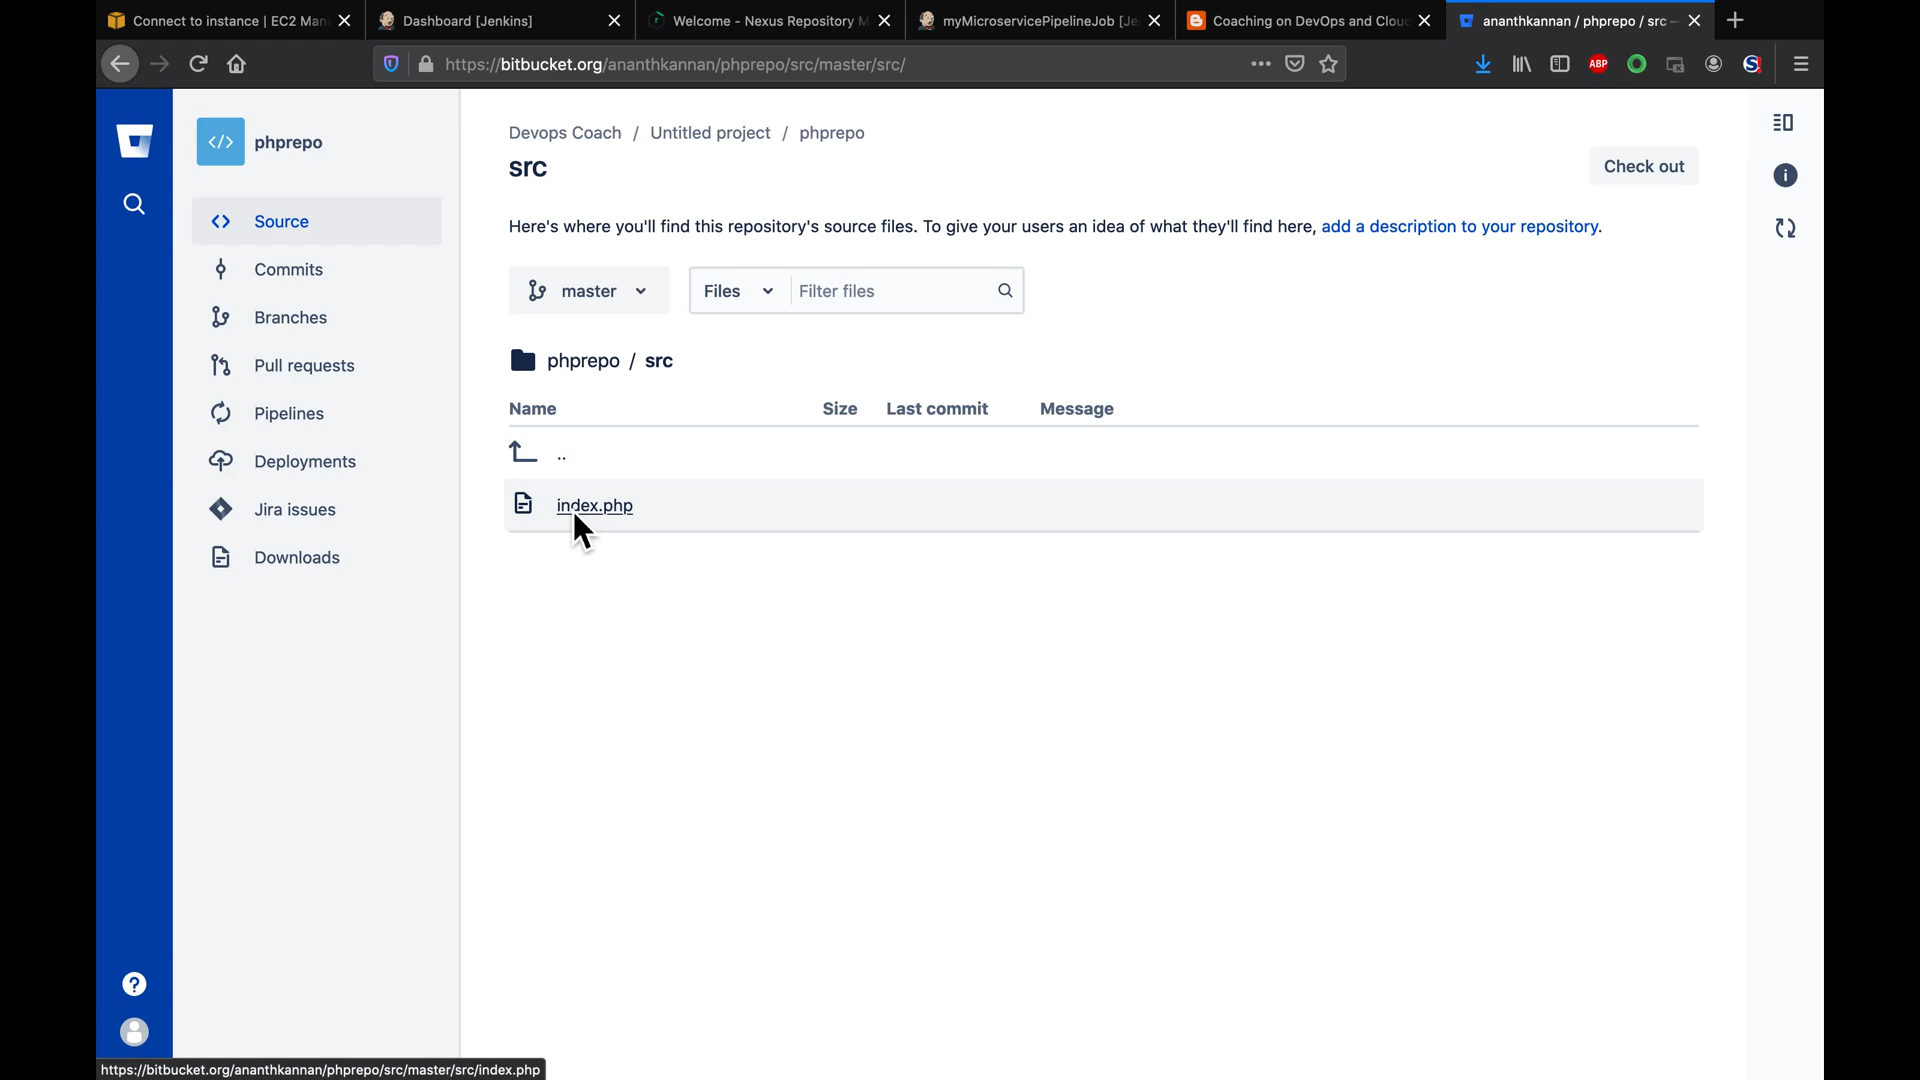 Connect to instance | EC2 Man
Dashboard [Jenkins]
Welcome - Nexus Repository M
myMicroservicePipelineJob [Je
Coaching on DevOps and Clou
ananthkannan / phprepo / src —
https://bitbucket.org/ananthkannan/phprepo/src/master/src/
ABP
phprepo
Source
Commits
Branches
Pull requests
Pipelines
Deployments
Jira issues
Downloads
Devops Coach / Untitled project / phprepo
src
Check out
Here's where you'll find this repository's source files. To give your users an idea of what they'll find here, add a description to your repository.
master
Files
Filter files
phprepo / src
Name Size Last commit Message
..
index.php
https://bitbucket.org/ananthkannan/phprepo/src/master/src/index.php